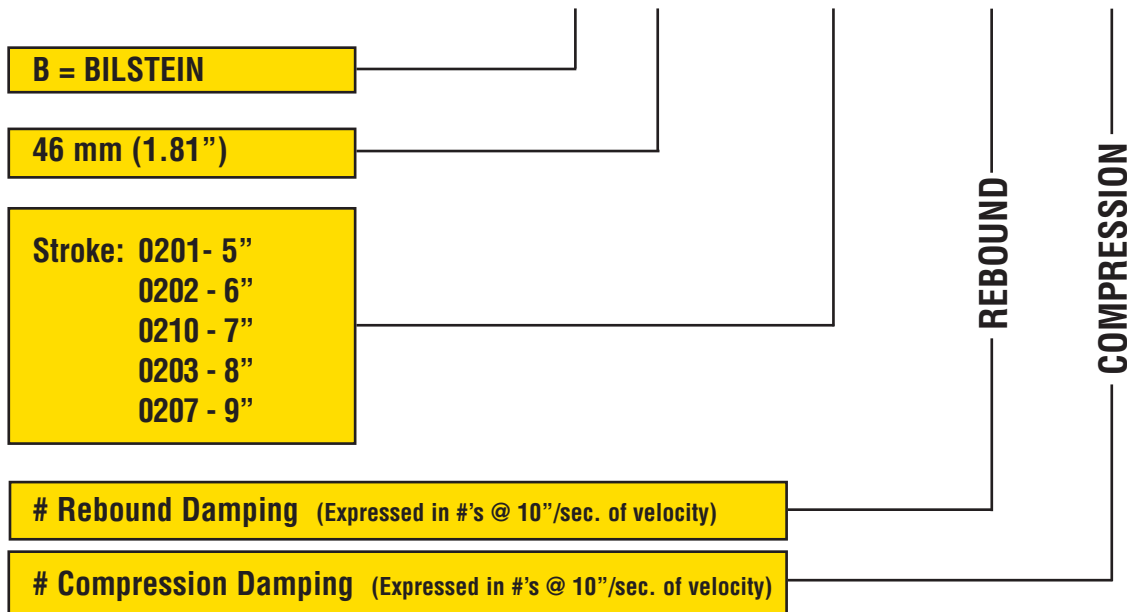 B = BILSTEIN
46 mm (1.81”)
Stroke: 0201- 5”
0202 - 6”
0210 - 7”
0203 - 8”
0207 - 9”
REBOUND
COMPRESSION
# Rebound Damping (Expressed in #’s @ 10”/sec. of velocity)
# Compression Damping (Expressed in #’s @ 10”/sec. of velocity)